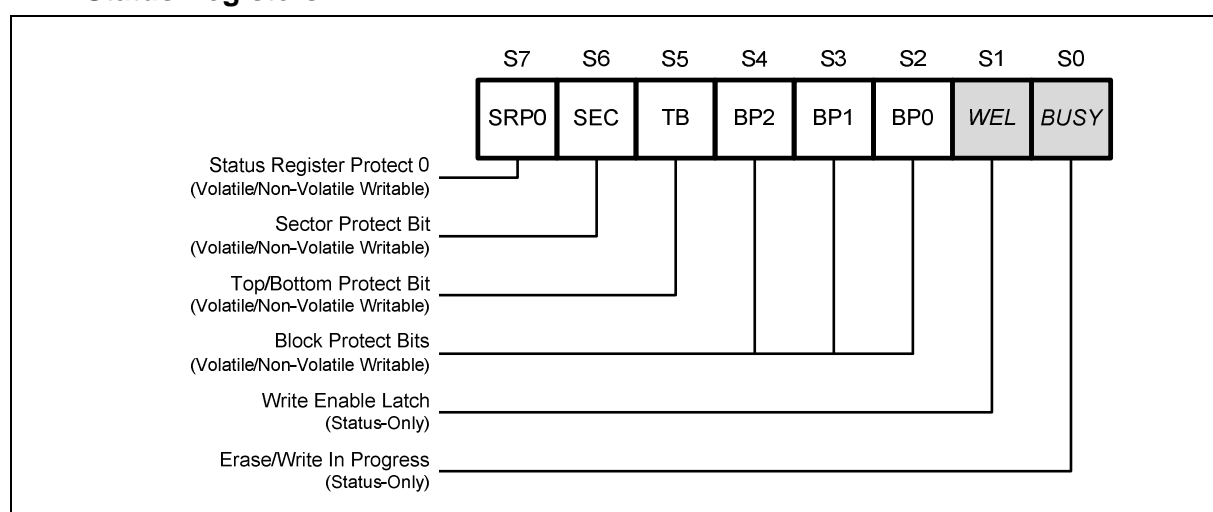 S7 S6 S5 S4 S3 S2 S1 S0
SRP0 SEC TB BP2 BP1 BP0 WEL BUSY
Status Register Protect 0
(Volatile/Non-Volatile Writable)
Sector Protect Bit
(Volatile/Non-Volatile Writable)
Top/Bottom Protect Bit
(Volatile/Non-Volatile Writable)
Block Protect Bits
(Volatile/Non-Volatile Writable)
Write Enable Latch
(Status-Only)
Erase/Write In Progress
(Status-Only)